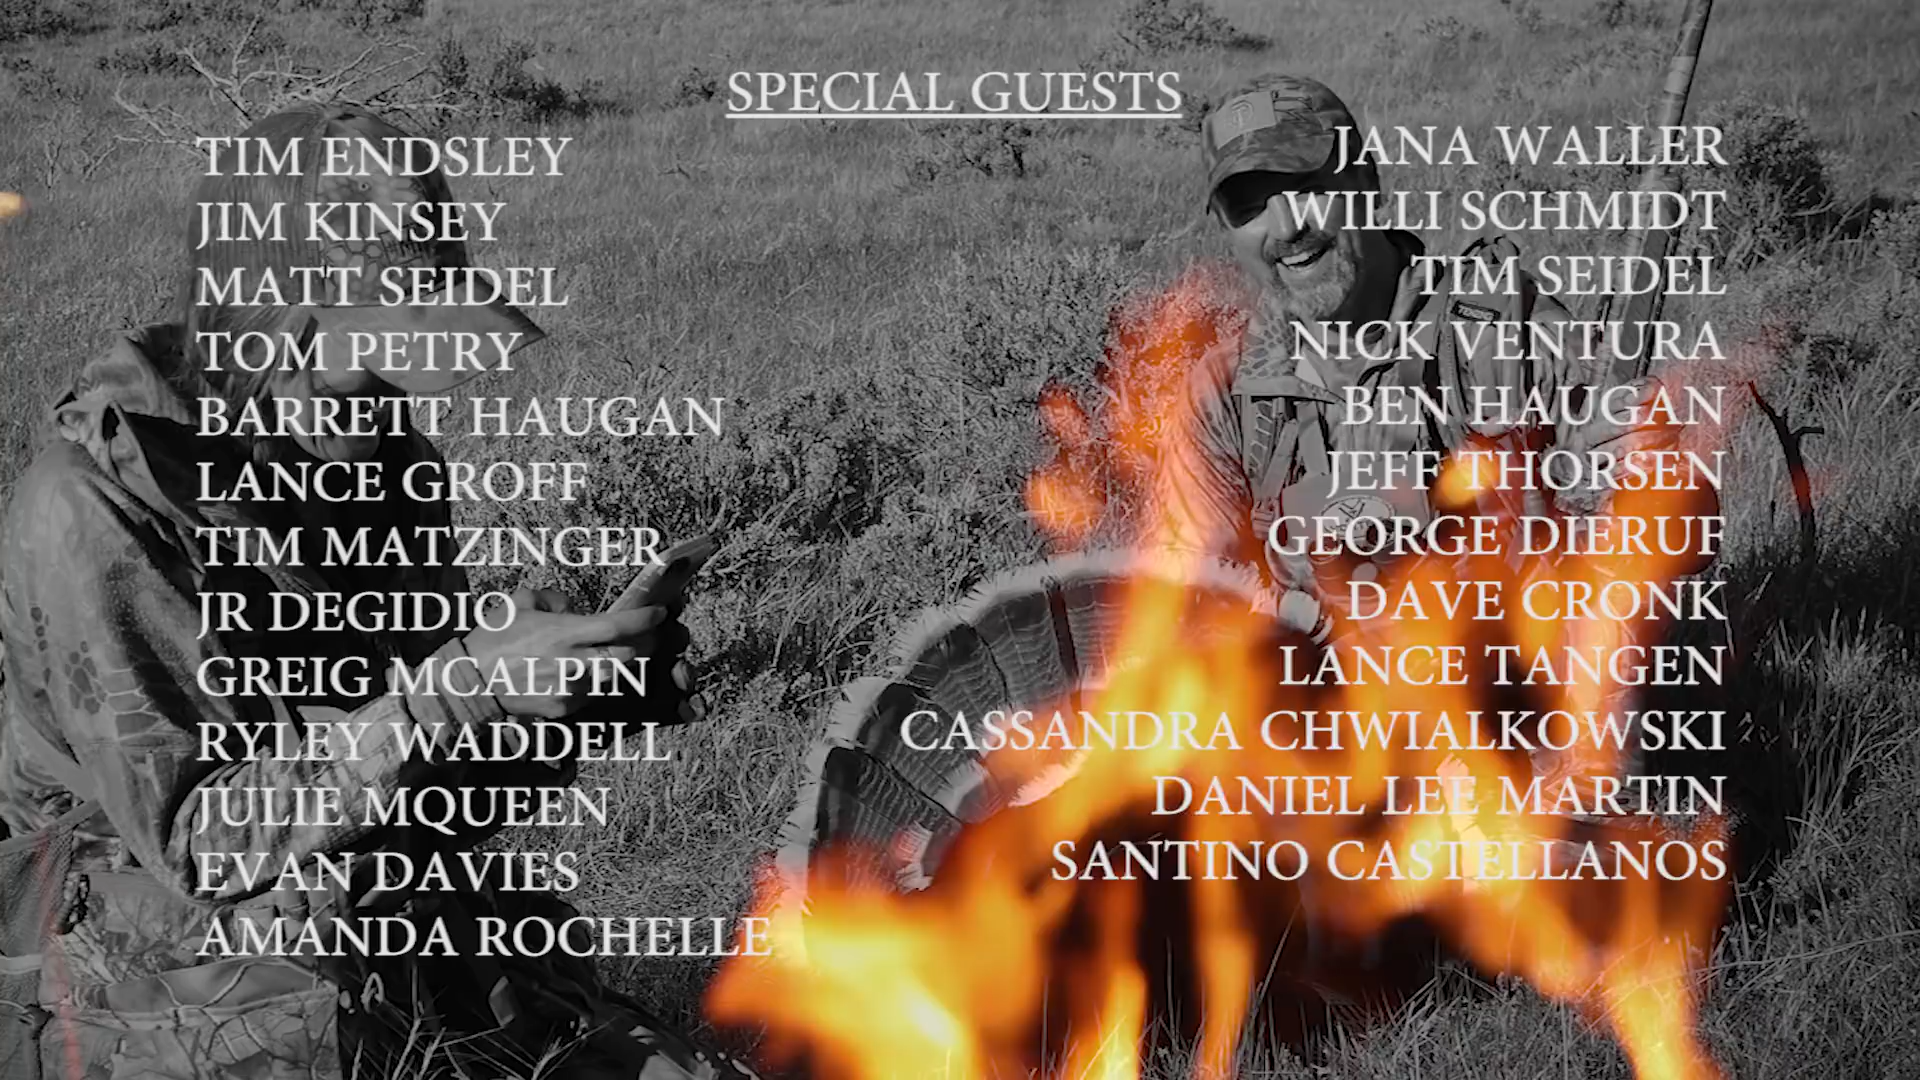 SPECIAL GUESTS
TIM ENDSLEY
JIM KINSEY
MATT SEIDEL
TOM PETRY
BARRETT HAUGAN
LANCE GROFF
TIM MATZINGER
JR DEGIDIO
GREIG MCALPIN
RYLEY WADDELL
JULIE MQUEEN
EVAN DAVIES
AMANDA ROCHELLE
JANA WALLER
WILLI SCHMIDT
TIM SEIDEL
NICK VENTURA
BEN HAUGAN
JEFF THORSEN
GEORGE DIERUF
DAVE CRONK
LANCE TANGEN
CASSANDRA CHWIALKOWSKI
DANIEL LEE MARTIN
SANTINO CASTELLANOS